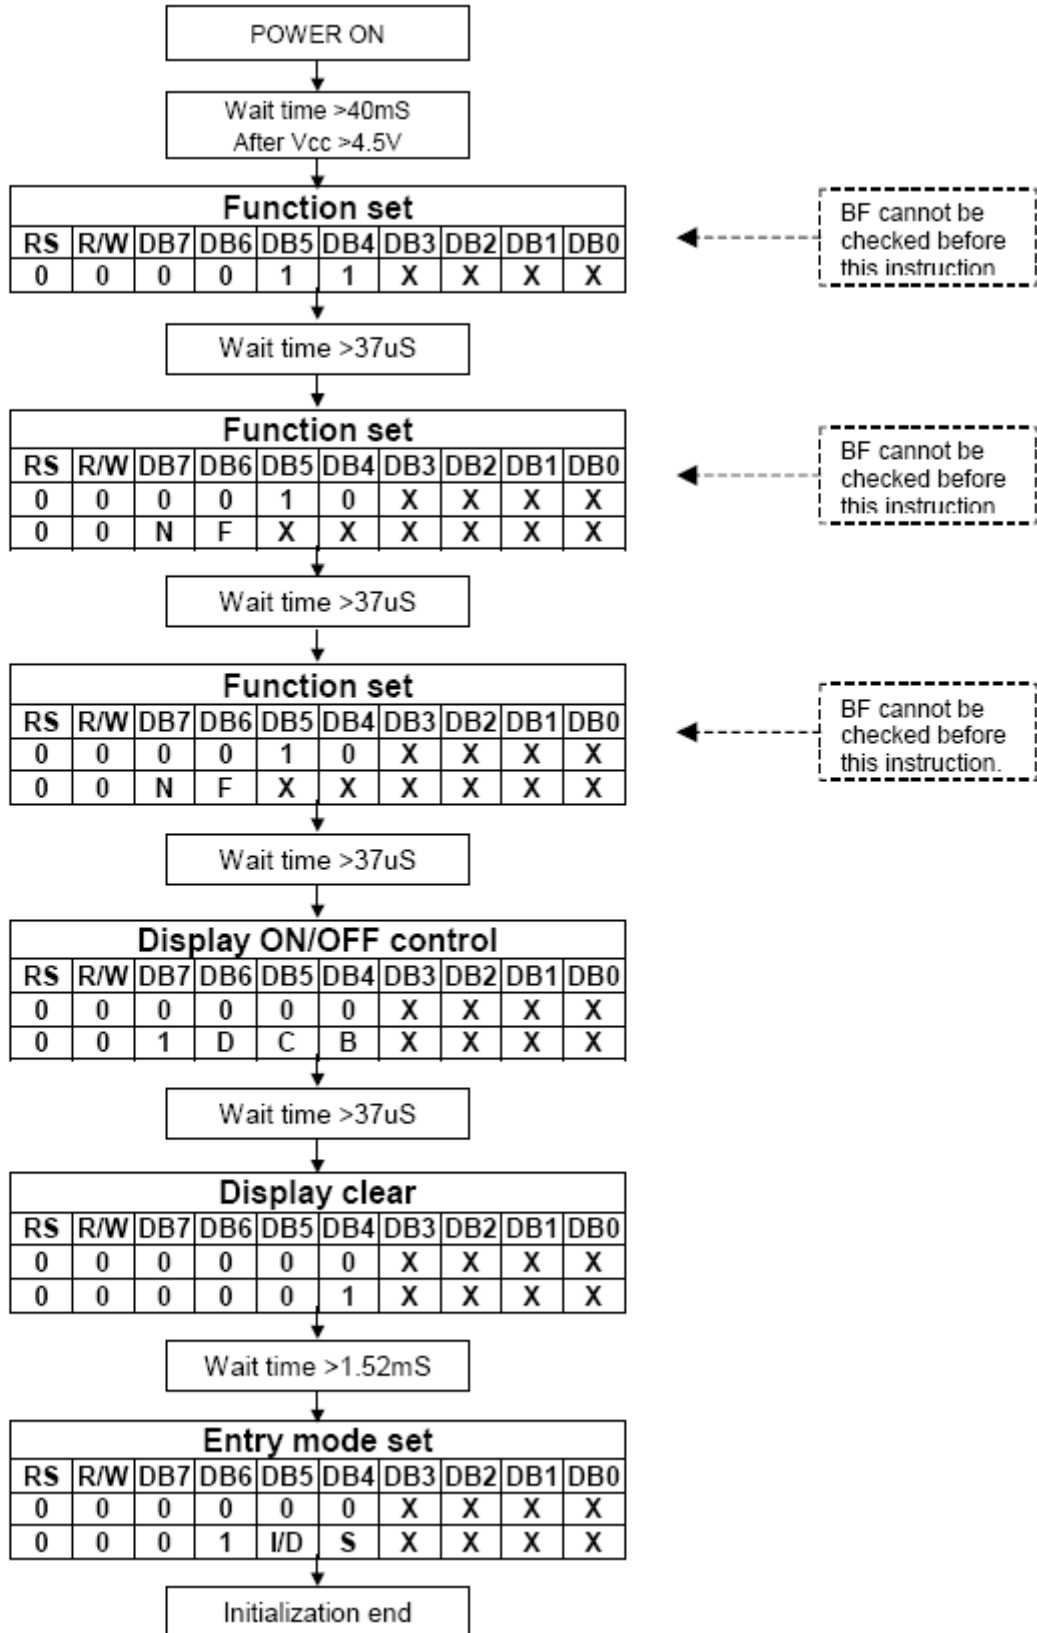 POWER ON
Wait time >40mS
After Vcc >4.5V
Function set
RS R/W DB7 DB6 DB5 DB4 DB3 DB2 DB1 DB0
0 0 0 0 1 1 X X X X
BF cannot be
checked before
this instruction
Wait time >37uS
Function set
RS R/W DB7 DB6 DB5 DB4 DB3 DB2 DB1 DB0
0 0 0 0 1 0 X X X X
0 0 N F X X X X X X
BF cannot be
checked before
this instruction
Wait time >37uS
Function set
RS R/W DB7 DB6 DB5 DB4 DB3 DB2 DB1 DB0
0 0 0 0 1 0 X X X X
0 0 N F X X X X X X
BF cannot be
checked before
this instruction.
Wait time >37uS
Display ON/OFF control
RS R/W DB7 DB6 DB5 DB4 DB3 DB2 DB1 DB0
0 0 0 0 0 0 X X X X
0 0 1 D C B X X X X
Wait time >37uS
Display clear
RS R/W DB7 DB6 DB5 DB4 DB3 DB2 DB1 DB0
0 0 0 0 0 0 X X X X
0 0 0 0 0 1 X X X X
Wait time >1.52mS
Entry mode set
RS R/W DB7 DB6 DB5 DB4 DB3 DB2 DB1 DB0
0 0 0 0 0 0 X X X X
0 0 0 1 I/D S X X X X
Initialization end